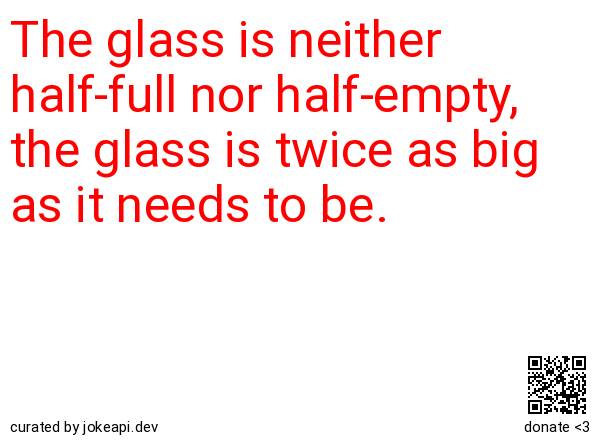 The glass is neither
half-full nor half-empty,
the glass is twice as big
as it needs to be.
curated by jokeapi.dev
donate <3